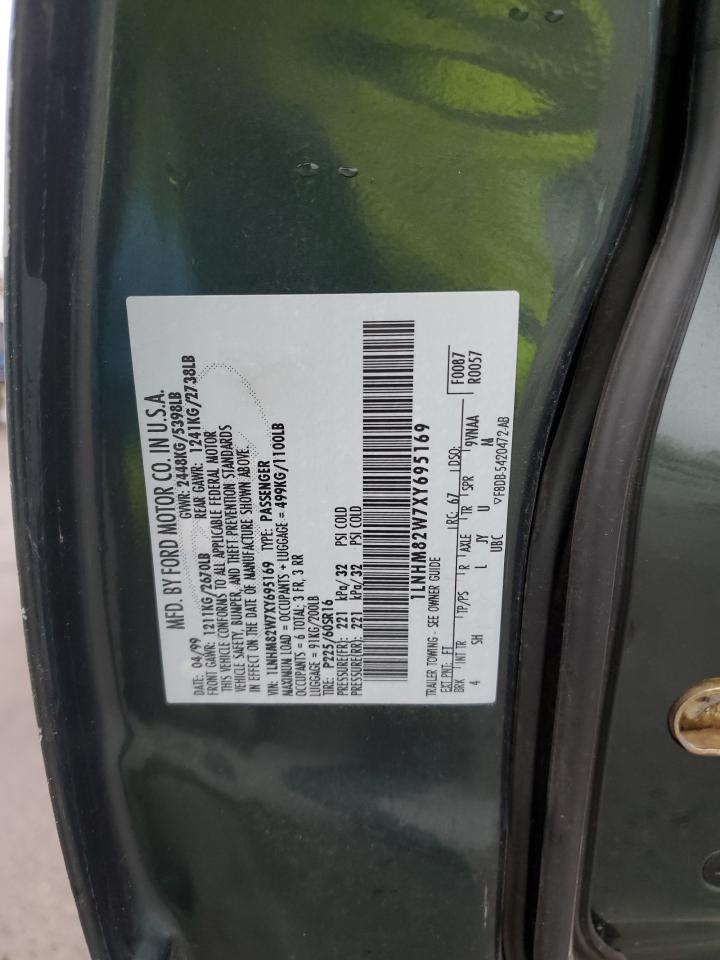 MFD. BY FORD MOTOR CO. IN U.S.A.
DATE: 04/99 GVWR: 2448KG/5398LB
FRONT GAWR: 1211KG/2670LB REAR GAWR: 1241KG/2738LB
THIS VEHICLE CONFORMS TO ALL APPLICABLE FEDERAL MOTOR
VEHICLE SAFETY, BUMPER, AND THEFT PREVENTION STANDARDS
IN EFFECT ON THE DATE OF MANUFACTURE SHOWN ABOVE.
VIN: 1LNHM82W7XY695169 TYPE: PASSENGER
MAXIMUM LOAD = OCCUPANTS + LUGGAGE = 499KG/1100LB
OCCUPANTS = 6 TOTAL; 3 FR, 3 RR
LUGGAGE = 91KG/200LB
TIRE: P225/60SR16
PRESSURE(FR): 221 kPa/32 PSI COLD
PRESSURE(RR): 221 kPa/32 PSI COLD
1LNHM82W7XY695169
TRAILER TOWING - SEE OWNER GUIDE
EXT PNT: FT RC: 67 DSO: F0087
BRK INT TR TP/PS R AXLE TR SPR R0057
4 SH L JY U 9VNAA M
UBC ▽F8DB-5420472-AB